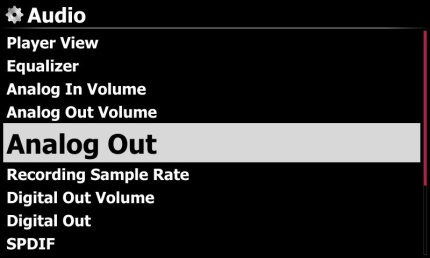 Audio
Player View
Equalizer
Analog In Volume
Analog Out Volume
Analog Out
Recording Sample Rate
Digital Out Volume
Digital Out
SPDIF